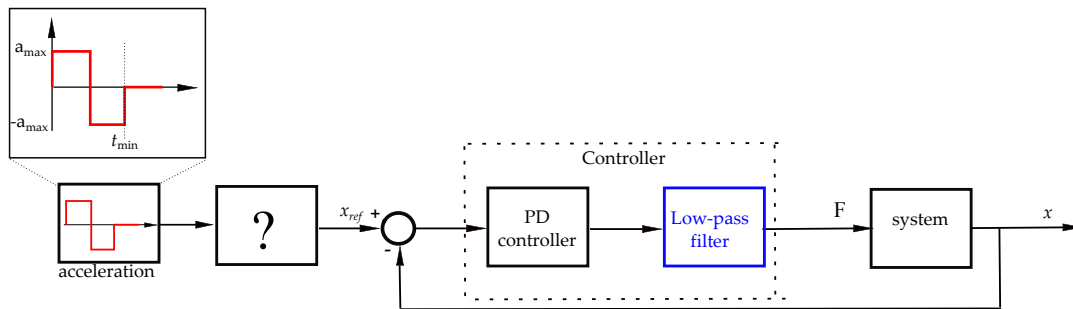 a_max
-a_max
t_min
acceleration
?
x_ref
+
-
Controller
PD
controller
Low-pass
filter
F
system
x